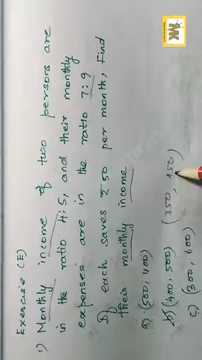 Exercise (E)
1) Monthly income of two persons are
in the ratio 4:5, and their monthly
expenses are in the ratio 7:9
If each saves ₹50 per month, Find
their monthly income
a) (500, 400)
b) (400, 500) (350, 550)
c) (300, 600)